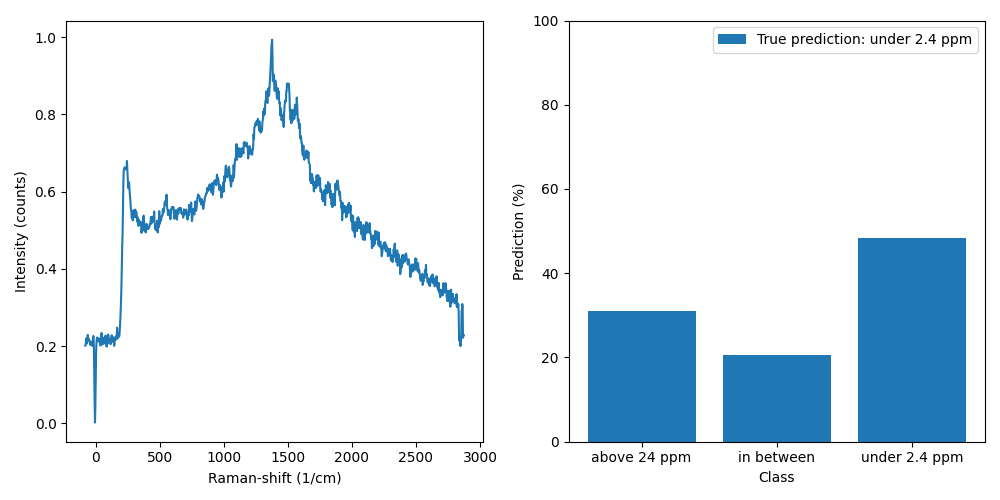 1.0
0.8
0.6
0.4
0.2
0.0
Intensity (counts)
0 500 1000 1500 2000 2500 3000
Raman-shift (1/cm)
100
80
60
40
20
0
Prediction (%)
True prediction: under 2.4 ppm
above 24 ppm in between under 2.4 ppm
Class